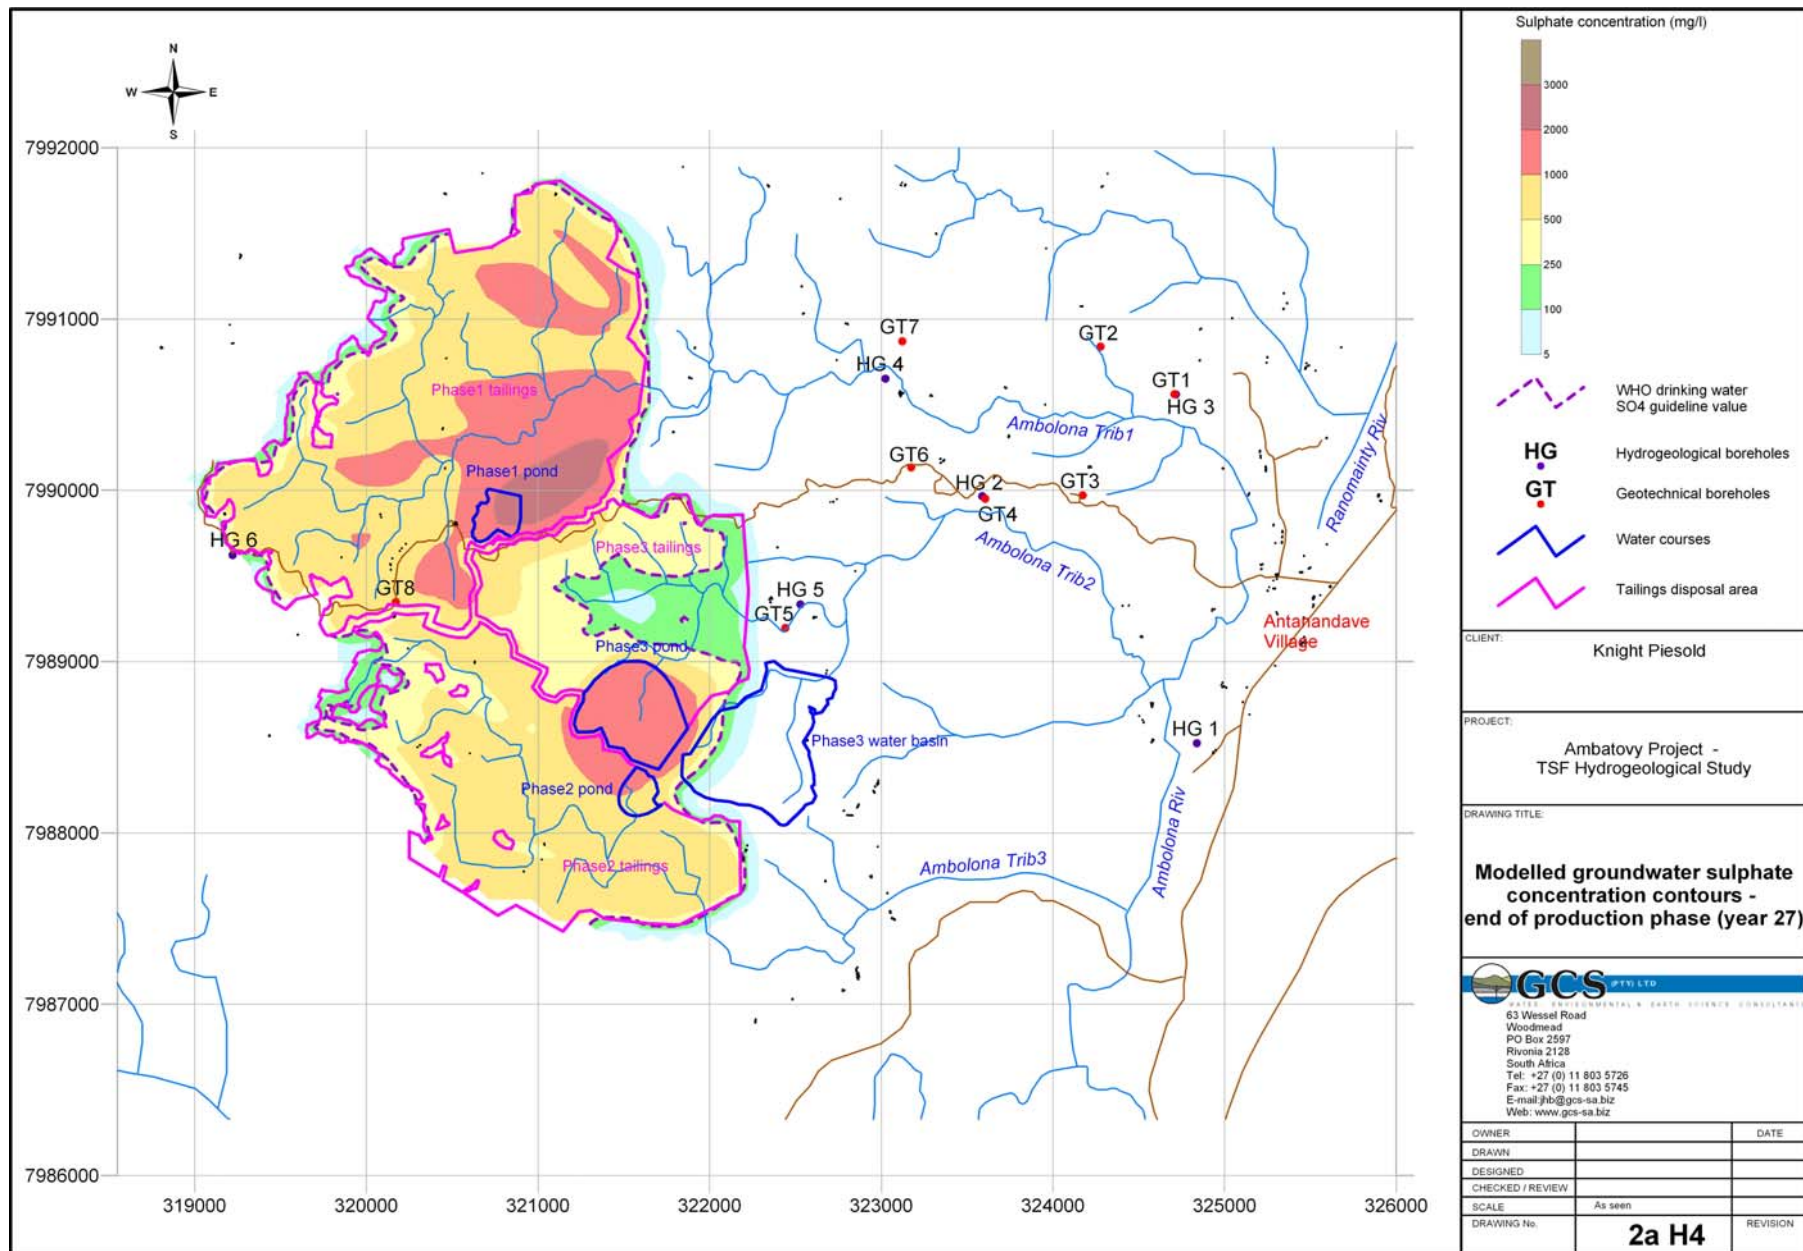 N
W E
S
7992000
7991000
7990000
7989000
7988000
7987000
7986000
319000 320000 321000 322000 323000 324000 325000 326000
GT7
HG 4
GT2
GT1
HG 3
Phase1 tailings
Ambolona Trib1
Ranomainty Riv
Phase1 pond
GT6
HG 2
GT4
GT3
HG 6
Phase3 tailings
Ambolona Trib2
GT8
HG 5
GT5
Antanandave
Village
Phase3 pond
HG 1
Phase3 water basin
Phase2 pond
Ambolona Riv
Phase2 tailings
Ambolona Trib3
Sulphate concentration (mg/l)
3000
2000
1000
500
250
100
5
WHO drinking water
SO4 guideline value
HG Hydrogeological boreholes
GT Geotechnical boreholes
Water courses
Tailings disposal area
CLIENT:
Knight Piesold
PROJECT:
Ambatovy Project -
TSF Hydrogeological Study
DRAWING TITLE:
Modelled groundwater sulphate
concentration contours -
end of production phase (year 27)
GCS (PTY) LTD
WATER, ENVIRONMENTAL & EARTH SCIENCE CONSULTANTS
63 Wessel Road
Woodmead
PO Box 2597
Rivonia 2128
South Africa
Tel: +27 (0) 11 803 5726
Fax: +27 (0) 11 803 5745
E-mail:jhb@gcs-sa.biz
Web: www.gcs-sa.biz
OWNER DATE
DRAWN
DESIGNED
CHECKED / REVIEW
SCALE As seen
DRAWING No. 2a H4 REVISION